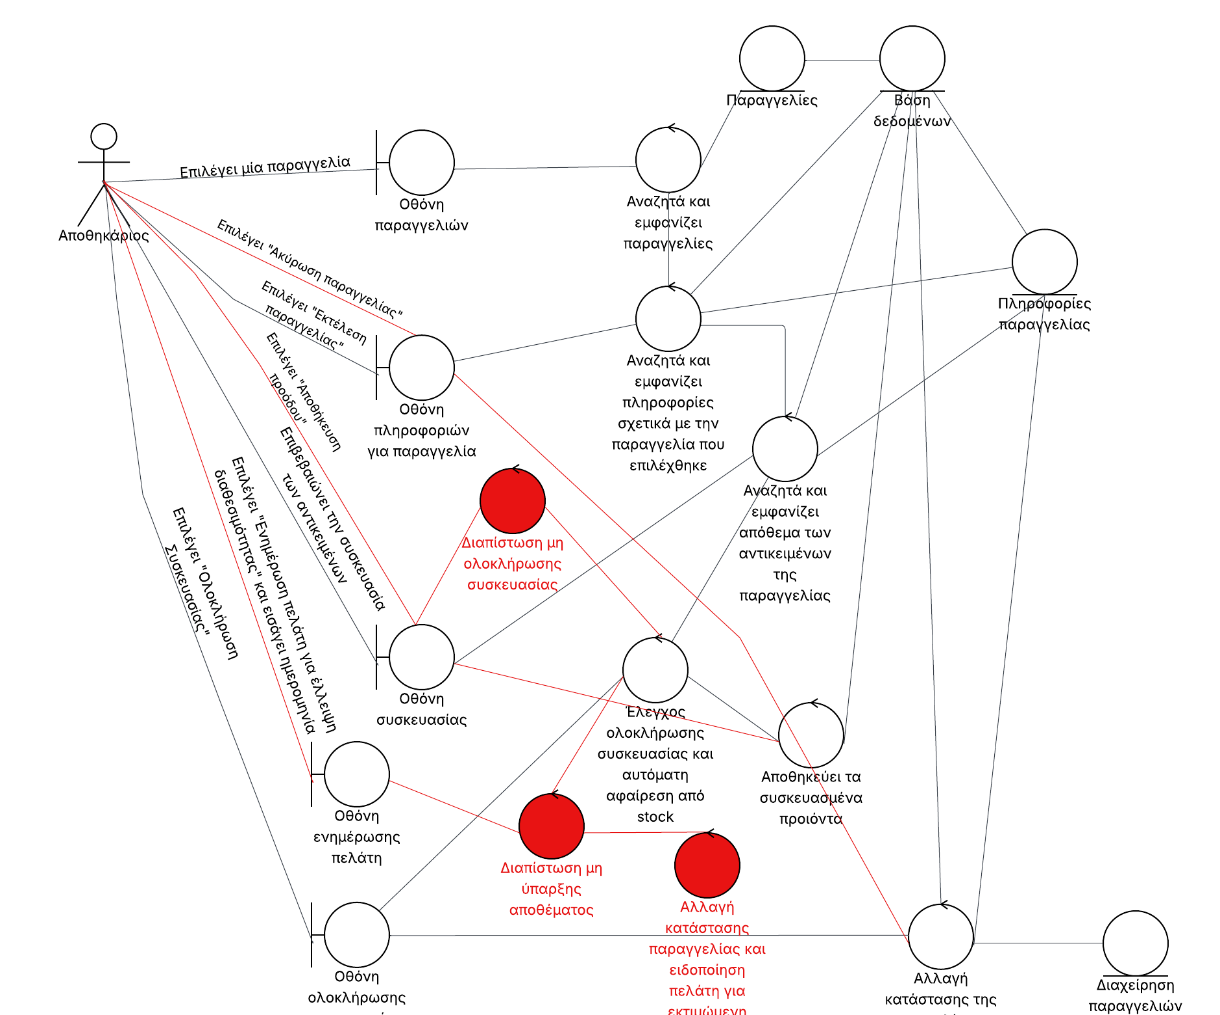 Παραγγελίες
Βάση
δεδομένων
Επιλέγει μία παραγγελία
Οθόνη
παραγγελιών
Αναζητά και
εμφανίζει
παραγγελίες
Αποθηκάριος
Επιλέγει "Ακύρωση παραγγελίας"
Επιλέγει "Εκτέλεση
παραγγελίας"
Πληροφορίες
παραγγελίας
Επιλέγει "Αποθήκευση
προόδου"
Οθόνη
πληροφοριών
για παραγγελία
Αναζητά και
εμφανίζει
πληροφορίες
σχετικά με την
παραγγελία που
επιλέχθηκε
Επιβεβαιώνει την συσκευασία
των αντικειμένων
Αναζητά και
εμφανίζει
απόθεμα των
αντικειμένων
της
παραγγελίας
Διαπίστωση μη
ολοκλήρωσης
συσκευασίας
Επιλέγει "Ενημέρωση πελάτη για έλλειψη
διαθεσιμότητας" και εισάγει ημερομηνία
Επιλέγει "Ολοκλήρωση
Συσκευασίας"
Οθόνη
συσκευασίας
Έλεγχος
ολοκλήρωσης
συσκευασίας και
αυτόματη
αφαίρεση από
stock
Αποθηκεύει τα
συσκευασμένα
προιόντα
Οθόνη
ενημέρωσης
πελάτη
Διαπίστωση μη
ύπαρξης
αποθέματος
Αλλαγή
κατάστασης
παραγγελίας και
ειδοποίηση
πελάτη για
εκτιμώμενη
Οθόνη
ολοκλήρωσης
Αλλαγή
κατάστασης της
Διαχείρηση
παραγγελιών